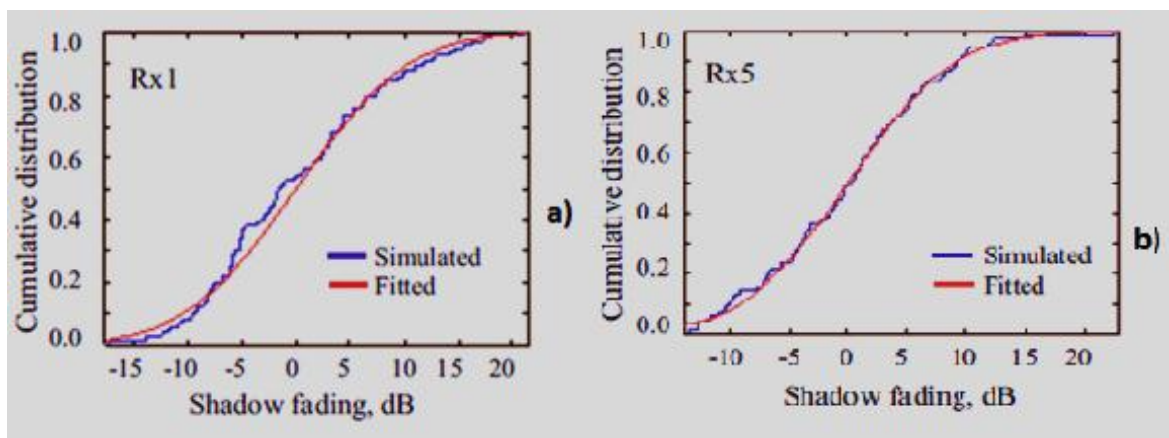 Cumulative distribution
1.0
0.8
0.6
0.4
0.2
0.0
Rx1
Simulated
Fitted
-15 -10 -5 0 5 10 15 20
Shadow fading, dB
a)
Cumulative distribution
1.0
0.8
0.6
0.4
0.2
0.0
Rx5
Simulated
Fitted
-10 -5 0 5 10 15 20
Shadow fading, dB
b)